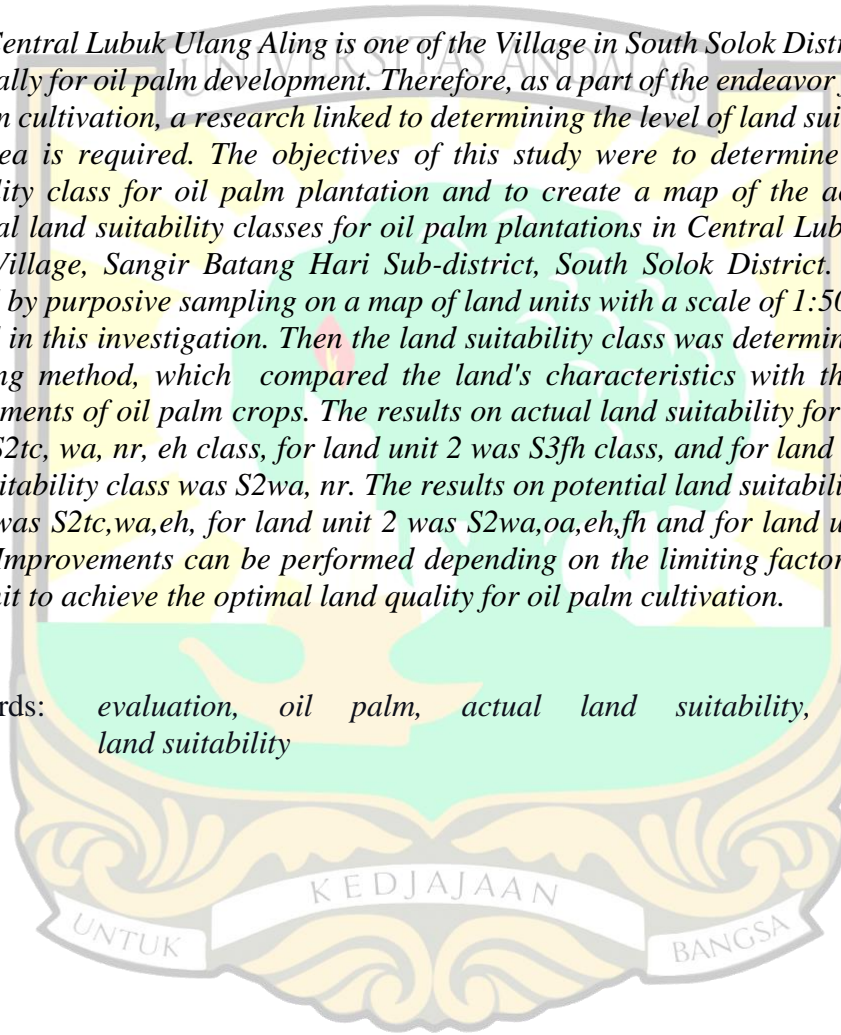 UNIVERSITAS ANDALAS
Central Lubuk Ulang Aling is one of the Village in South Solok Distri
ally for oil palm development. Therefore, as a part of the endeavor
n cultivation, a research linked to determining the level of land sui
ea is required. The objectives of this study were to determine
lity class for oil palm plantation and to create a map of the a
al land suitability classes for oil palm plantations in Central Lub
Village, Sangir Batang Hari Sub-district, South Solok District.
by purposive sampling on a map of land units with a scale of 1:50
l in this investigation. Then the land suitability class was determin
ng method, which compared the land's characteristics with th
ments of oil palm crops. The results on actual land suitability for
S2tc, wa, nr, eh class, for land unit 2 was S3fh class, and for land
itability class was S2wa, nr. The results on potential land suitabili
was S2tc,wa,eh, for land unit 2 was S2wa,oa,eh,fh and for land u
Improvements can be performed depending on the limiting factor
nit to achieve the optimal land quality for oil palm cultivation.
rds: evaluation, oil palm, actual land suitability,
land suitability
KEDJAJAAN
UNTUK BANGSA